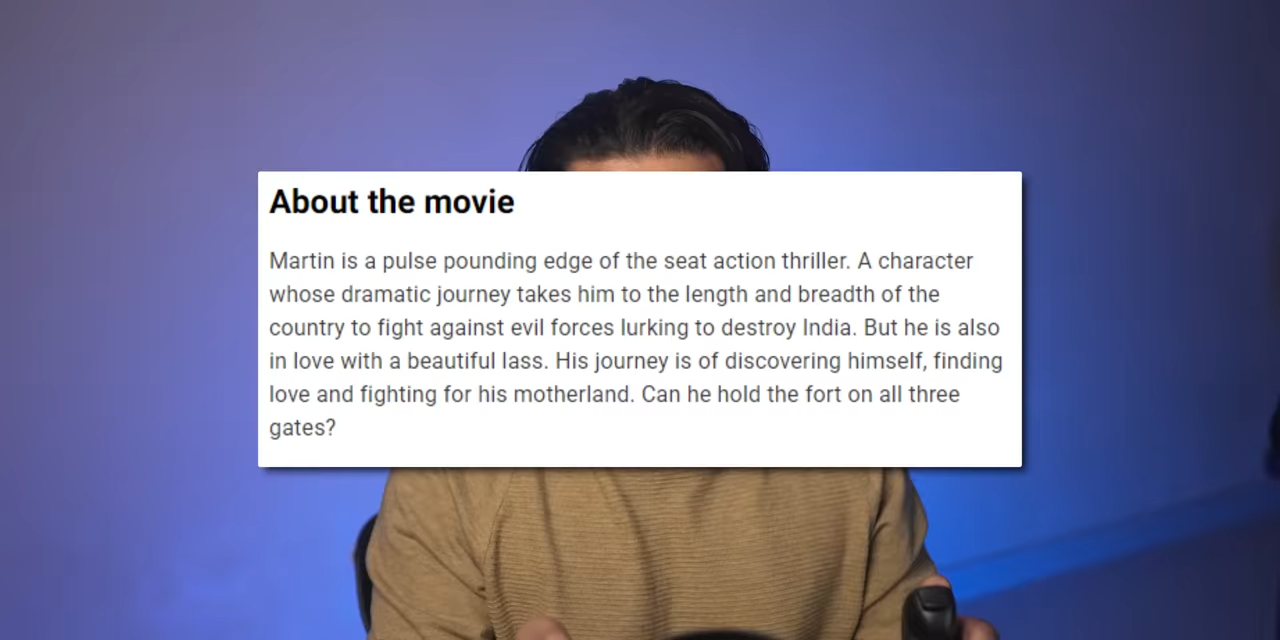 About the movie
Martin is a pulse pounding edge of the seat action thriller. A character
whose dramatic journey takes him to the length and breadth of the
country to fight against evil forces lurking to destroy India. But he is also
in love with a beautiful lass. His journey is of discovering himself, finding
love and fighting for his motherland. Can he hold the fort on all three
gates?